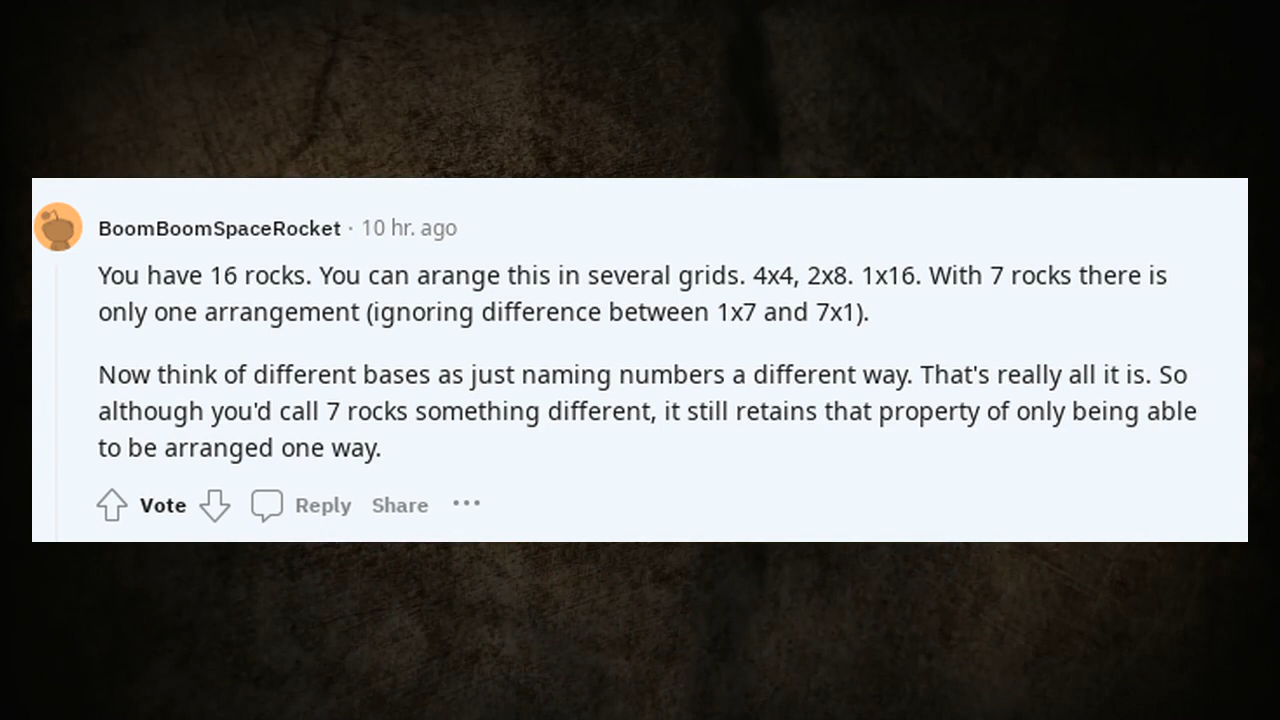 BoomBoomSpaceRocket · 10 hr. ago
You have 16 rocks. You can arange this in several grids. 4x4, 2x8. 1x16. With 7 rocks there is
only one arrangement (ignoring difference between 1x7 and 7x1).
Now think of different bases as just naming numbers a different way. That's really all it is. So
although you'd call 7 rocks something different, it still retains that property of only being able
to be arranged one way.
Vote Reply Share ···